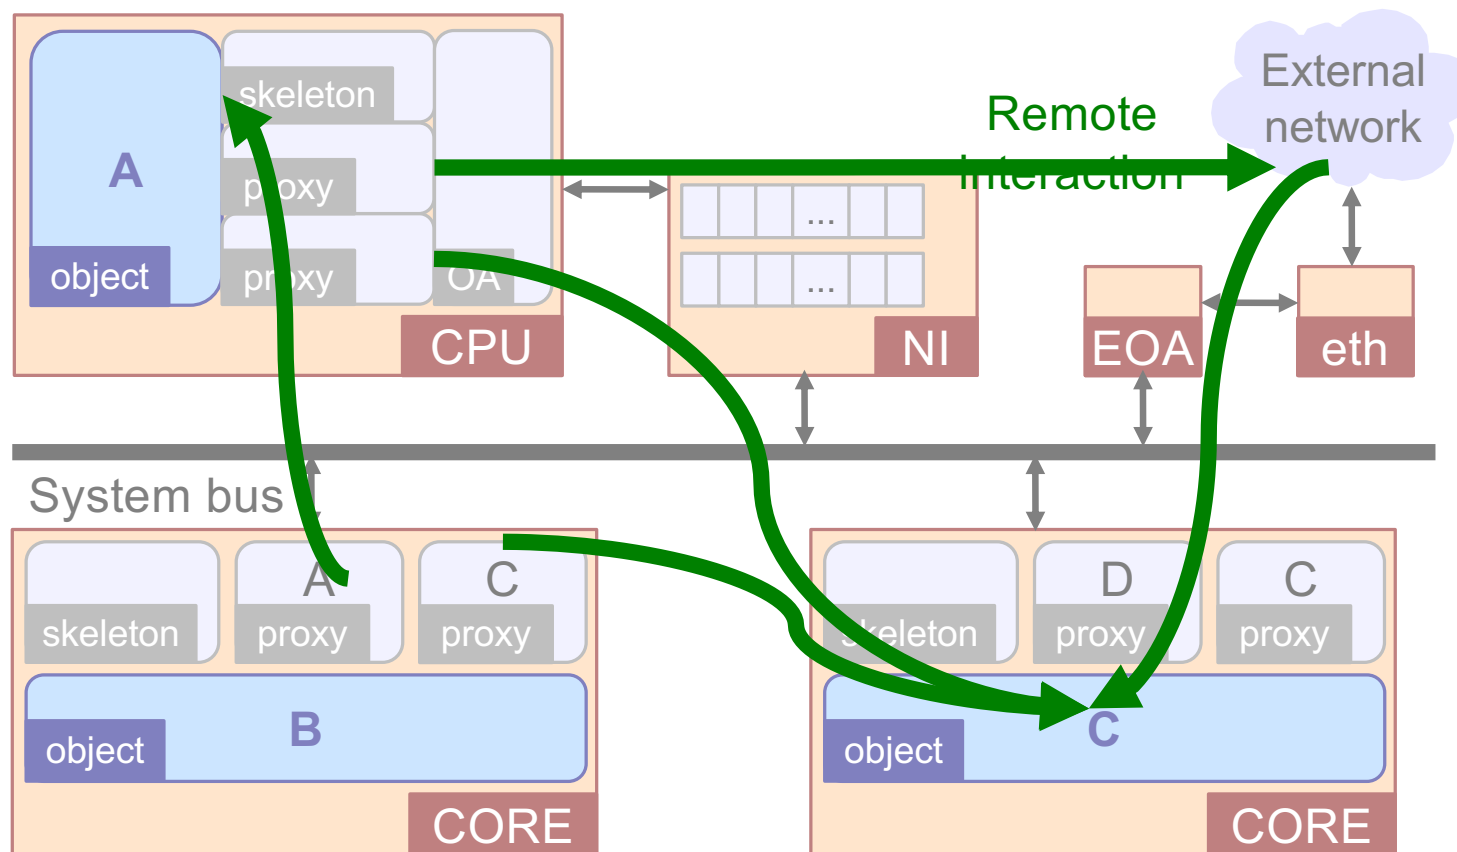 skeleton
A
proxy
object
proxy
OA
CPU
...
...
NI
Remote
interaction
External
network
EOA
eth
System bus
A
C
skeleton
proxy
proxy
B
object
CORE
D
C
skeleton
proxy
proxy
C
object
CORE